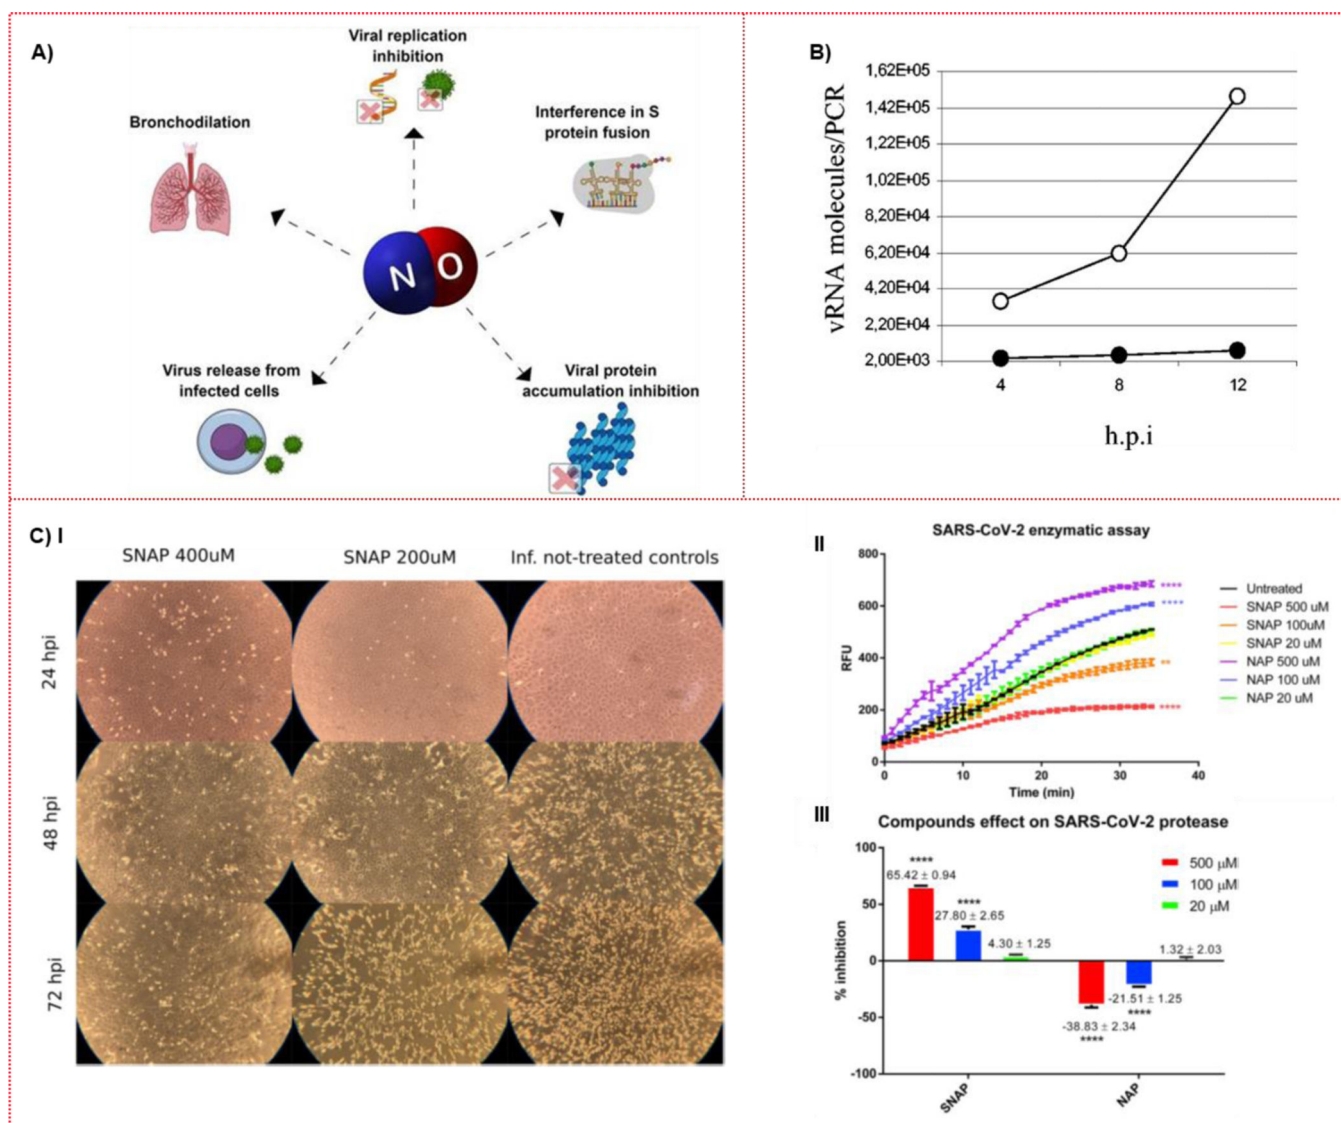 A)
Viral replication
inhibition
Bronchodilation
Interference in S
protein fusion
N O
Virus release from
infected cells
Viral protein
accumulation inhibition
B)
vRNA molecules/PCR
1,62E+05
1,42E+05
1,22E+05
1,02E+05
8,20E+04
6,20E+04
4,20E+04
2,20E+04
2,00E+03
4 8 12
h.p.i
C) I
SNAP 400uM SNAP 200uM Inf. not-treated controls
24 hpi
48 hpi
72 hpi
II
SARS-CoV-2 enzymatic assay
RFU
800
600
400
200
0
0 10 20 30 40
Time (min)
****
****
**
****
Untreated
SNAP 500 uM
SNAP 100uM
SNAP 20 uM
NAP 500 uM
NAP 100 uM
NAP 20 uM
III
Compounds effect on SARS-CoV-2 protease
% inhibition
100
50
0
-50
-100
500 µM
100 µM
20 µM
****
65.42 ± 0.94
****
27.80 ± 2.65
4.30 ± 1.25
1.32 ± 2.03
-21.51 ± 1.25
****
-38.83 ± 2.34
****
SNAP NAP